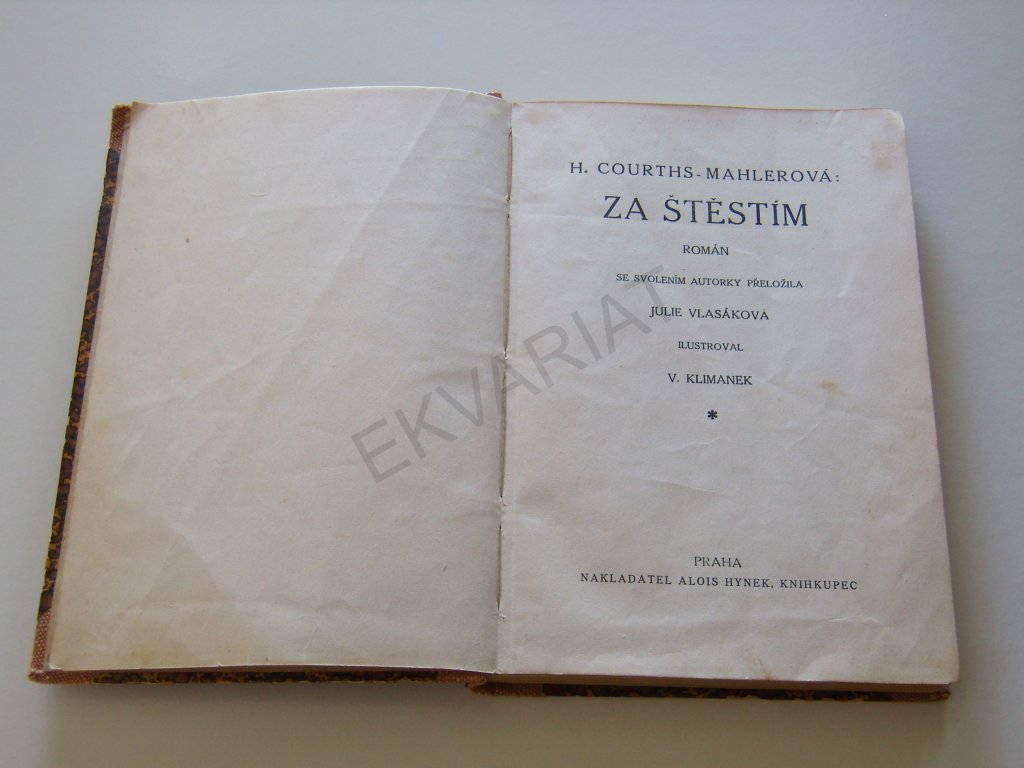 H. COURTHS-MAHLEROVÁ:
ZA ŠTĚSTÍM
ROMÁN
SE SVOLENÍM AUTORKY PŘELOŽILA
JULIE VLASÁKOVÁ
ILUSTROVAL
V. KLIMANEK
*
PRAHA
NAKLADATEL ALOIS HYNEK, KNIHKUPEC
EKVARIAT